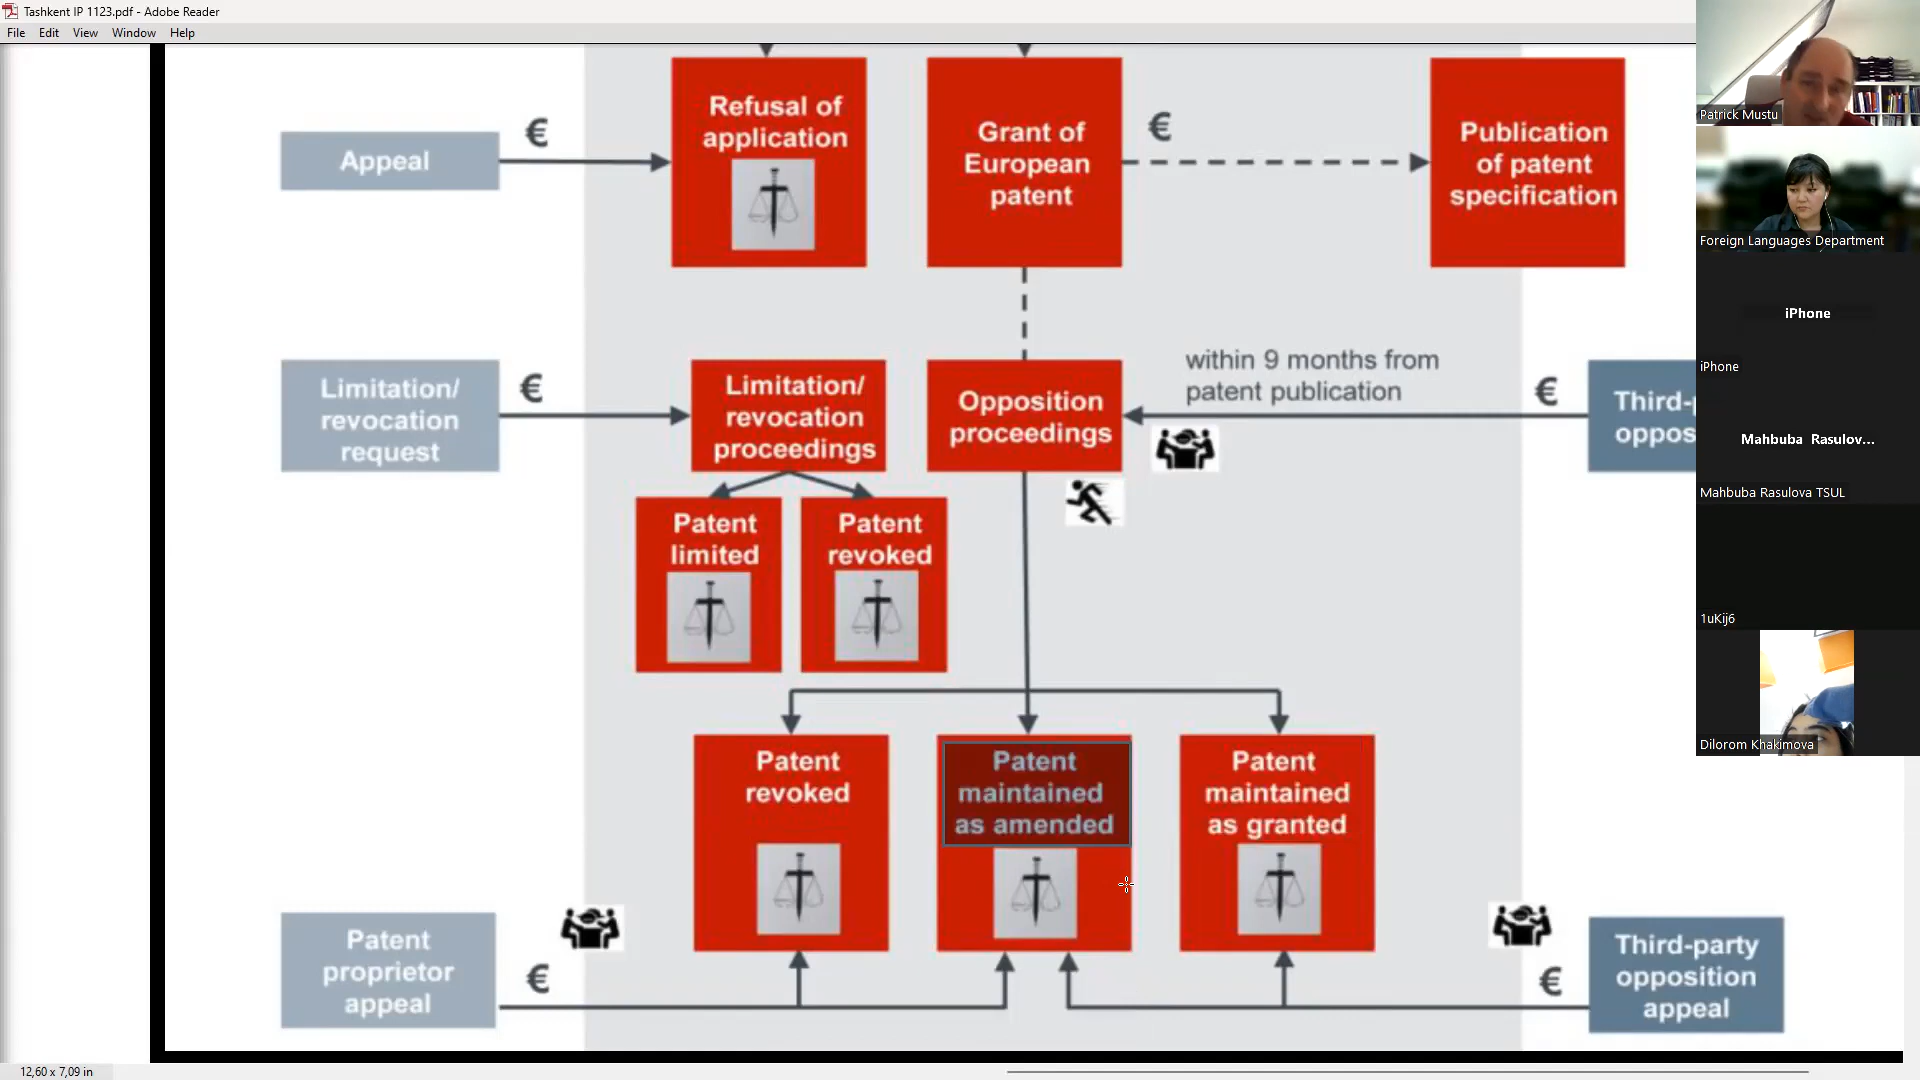 Tashkent IP 1123.pdf - Adobe Reader
File Edit View Window Help
Appeal
€
Refusal of
application
Grant of
European
patent
€
Publication
of patent
specification
Limitation/
revocation
request
€
Limitation/
revocation
proceedings
Opposition
proceedings
within 9 months from
patent publication
€
Patent
limited
Patent
revoked
Patent
revoked
Patent
maintained
as amended
Patent
maintained
as granted
Patent
proprietor
appeal
€
€
Third-party
opposition
appeal
12,60 x 7,09 in
Patrick Mustu
Foreign Languages Department
iPhone
iPhone
Mahbuba Rasulov...
Mahbuba Rasulova TSUL
1uKij6
Dilorom Khakimova